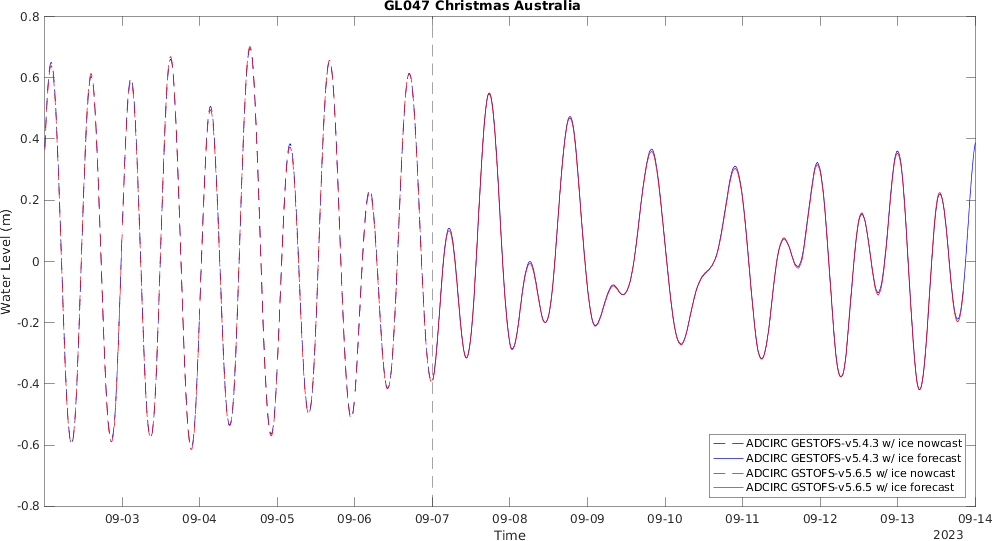 GL047 Christmas Australia
0.8
0.6
0.4
0.2
0
-0.2
-0.4
-0.6
-0.8
Water Level (m)
ADCIRC GESTOFS-v5.4.3 w/ ice nowcast
ADCIRC GESTOFS-v5.4.3 w/ ice forecast
ADCIRC GSTOFS-v5.6.5 w/ ice nowcast
ADCIRC GSTOFS-v5.6.5 w/ ice forecast
09-03 09-04 09-05 09-06 09-07 09-08 09-09 09-10 09-11 09-12 09-13 09-14
Time
2023